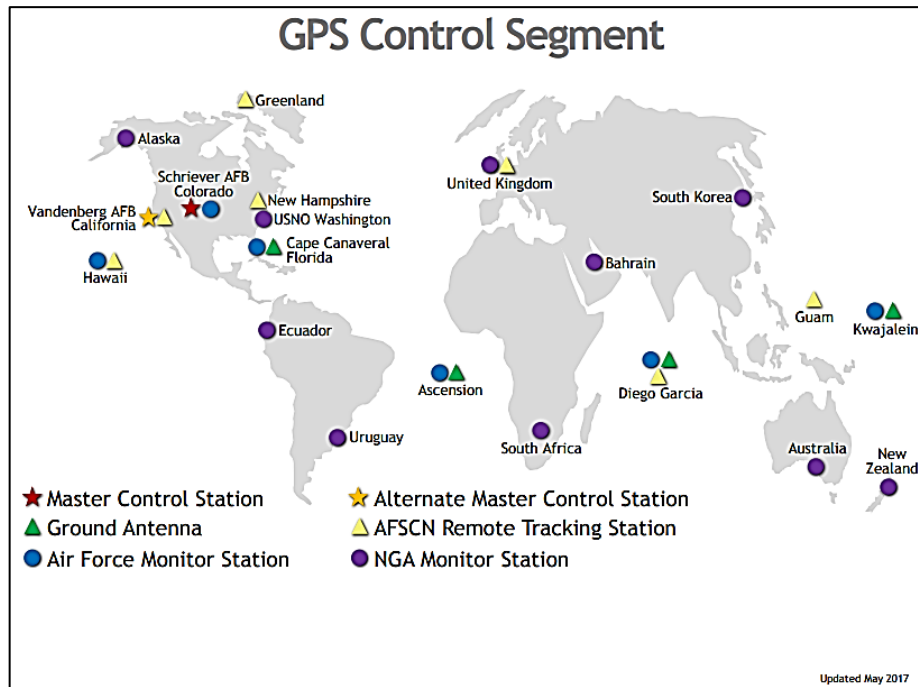 GPS Control Segment
Greenland
Alaska
Schriever AFB
Colorado
Vandenberg AFB
California
New Hampshire
USNO Washington
Cape Canaveral
Florida
Hawaii
United Kingdom
South Korea
Bahrain
Guam
Kwajalein
Ecuador
Ascension
Diego Garcia
Uruguay
South Africa
Australia
New
Zealand
Master Control Station
Alternate Master Control Station
Ground Antenna
AFSCN Remote Tracking Station
Air Force Monitor Station
NGA Monitor Station
Updated May 2017